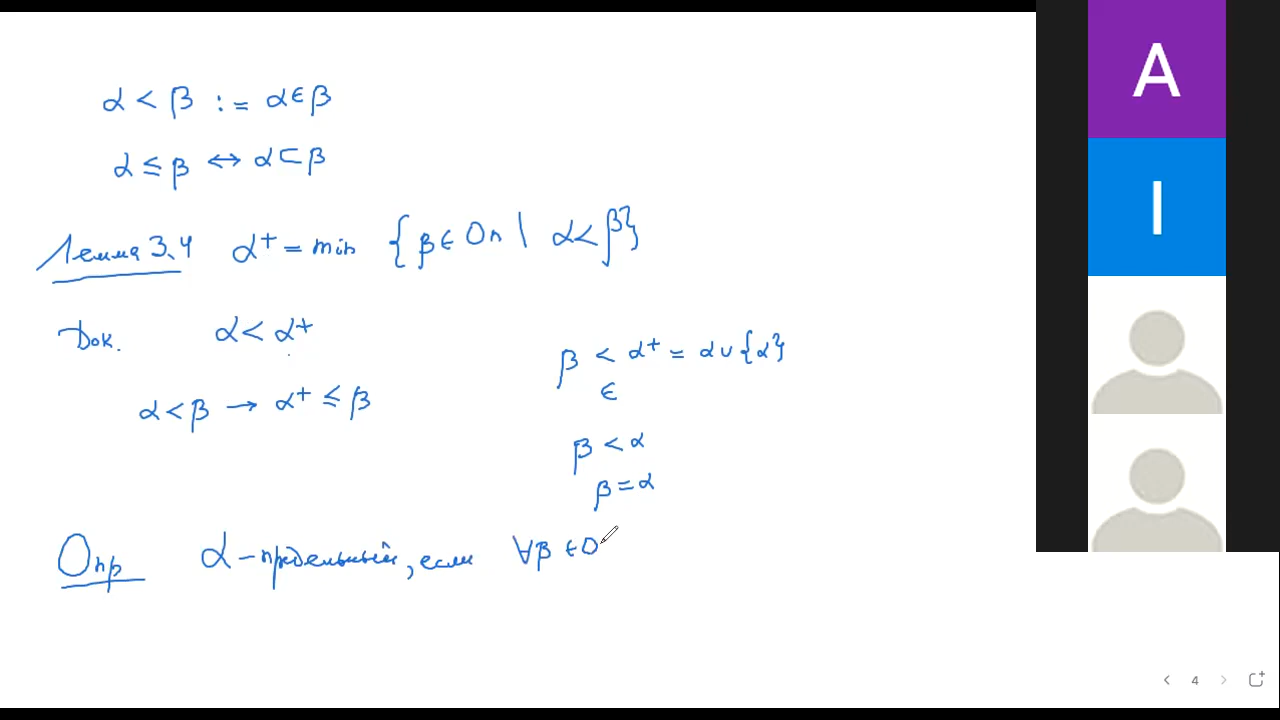 α < β := α ∈ β
α ≤ β ↔ α ⊂ β
Лемма 3.4 α⁺ = min {β ∈ On | α < β}
Док. α < α⁺
α < β → α⁺ ≤ β
β < α⁺ = α ∪ {α}
∈
β < α
β = α
Опр α – предельный, если ∀β ∈ O
A
I
4